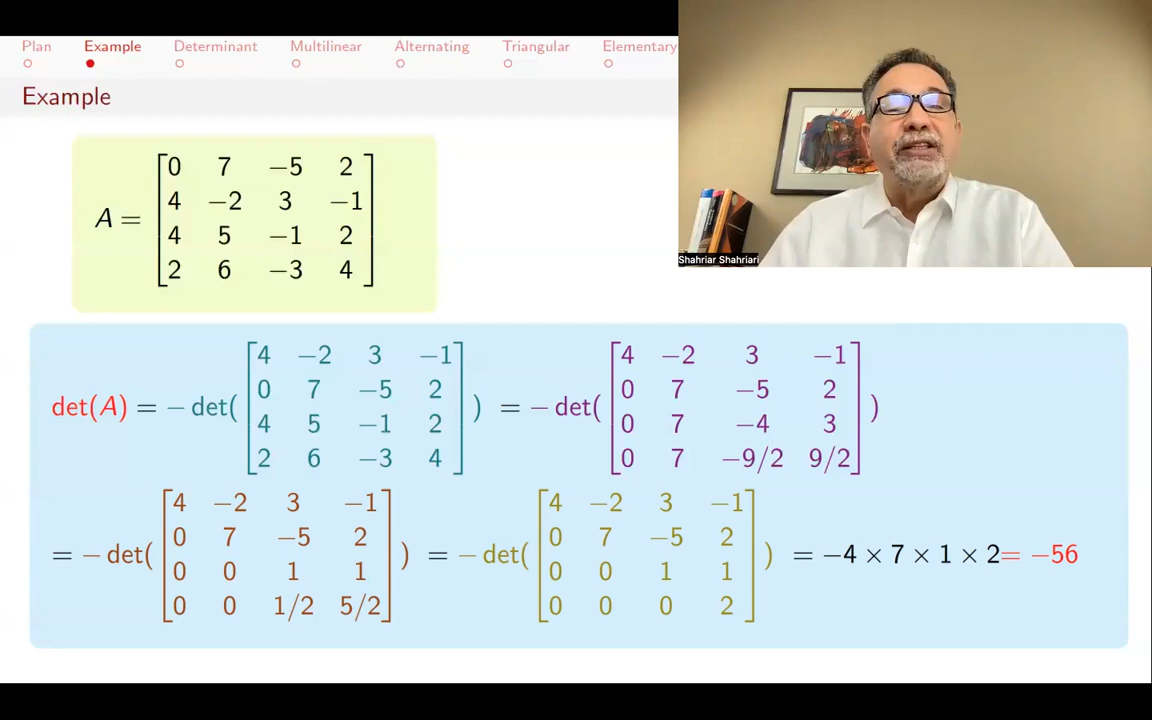 Plan Example Determinant Multilinear Alternating Triangular Elementary
Example
A = [0 7 −5 2
4 −2 3 −1
4 5 −1 2
2 6 −3 4]
Shahriar Shahriari
det(A) = − det( [4 −2 3 −1
0 7 −5 2
4 5 −1 2
2 6 −3 4] )
= − det( [4 −2 3 −1
0 7 −5 2
0 7 −4 3
0 7 −9/2 9/2] )
= − det( [4 −2 3 −1
0 7 −5 2
0 0 1 1
0 0 1/2 5/2] )
= − det( [4 −2 3 −1
0 7 −5 2
0 0 1 1
0 0 0 2] )
= −4 × 7 × 1 × 2 = −56